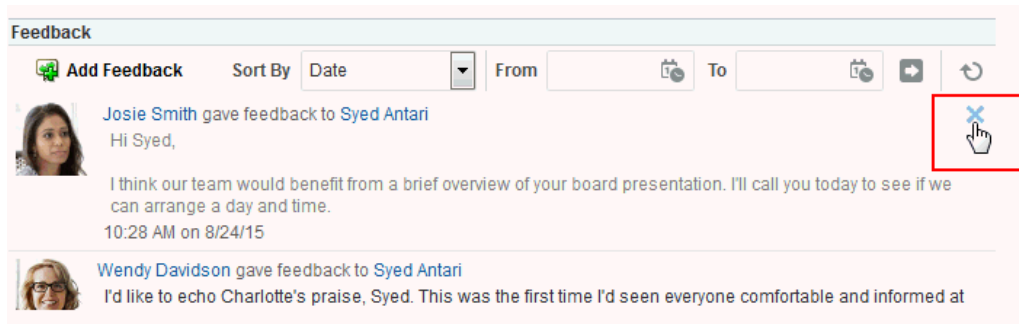 Feedback
Add Feedback Sort By Date From To
Josie Smith gave feedback to Syed Antari
Hi Syed,
I think our team would benefit from a brief overview of your board presentation. I'll call you today to see if we
can arrange a day and time.
10:28 AM on 8/24/15
Wendy Davidson gave feedback to Syed Antari
I'd like to echo Charlotte's praise, Syed. This was the first time I'd seen everyone comfortable and informed at